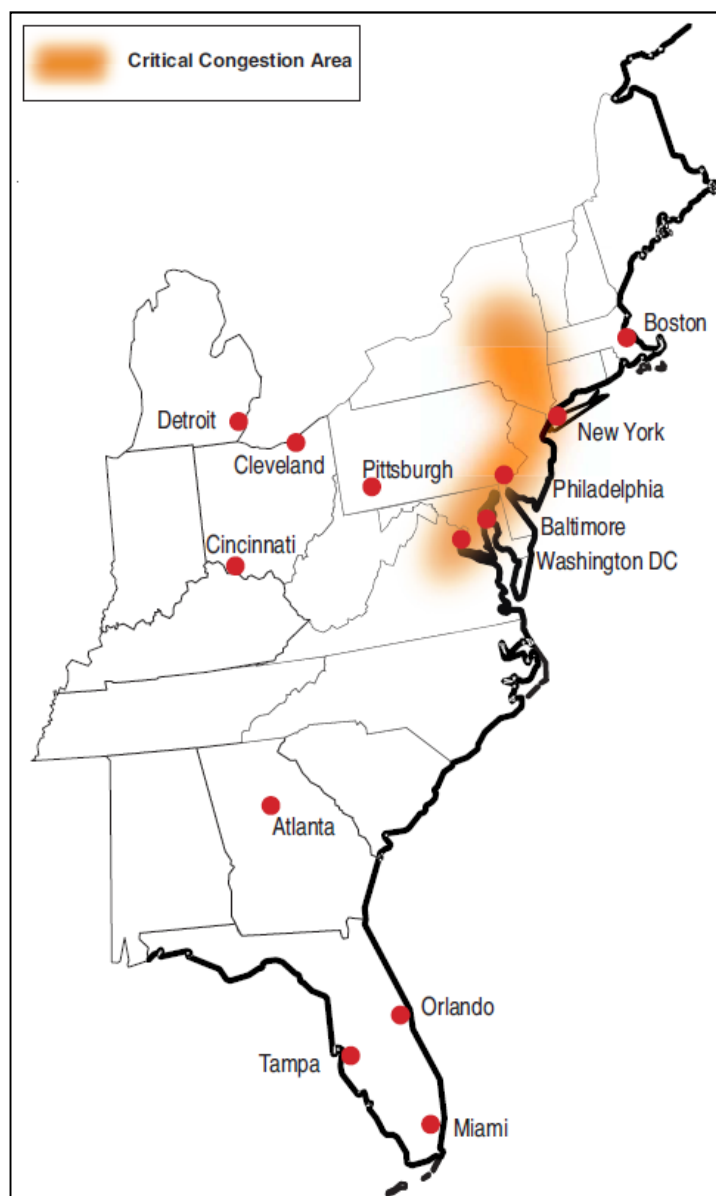 Critical Congestion Area
Boston
Detroit
New York
Cleveland
Pittsburgh
Philadelphia
Baltimore
Cincinnati
Washington DC
Atlanta
Orlando
Tampa
Miami